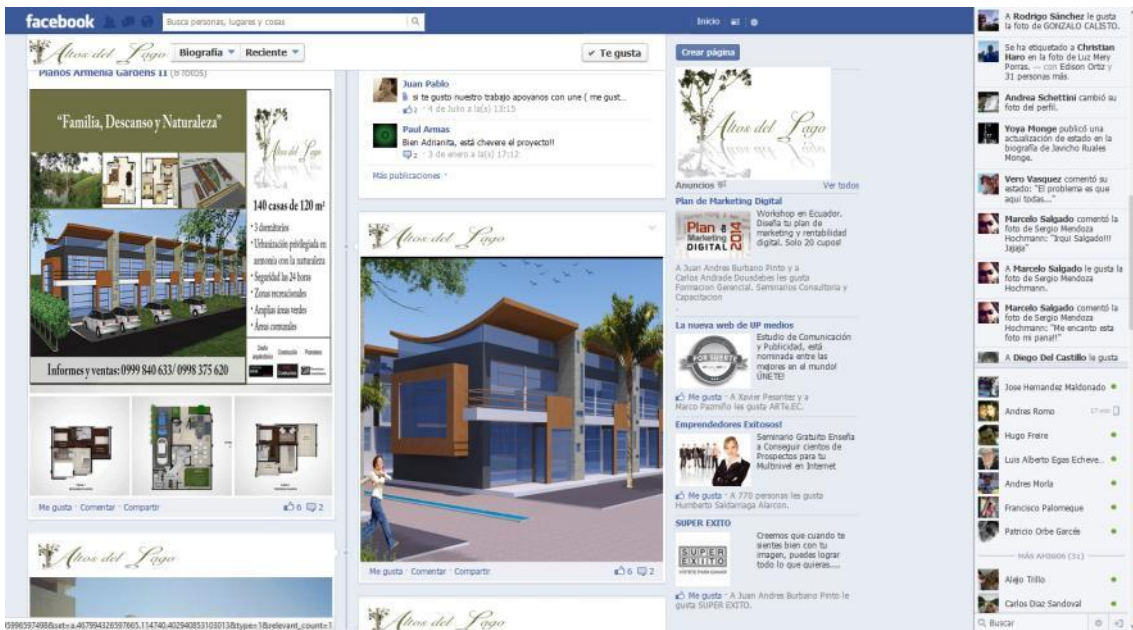 facebook
Busca personas, lugares y cosas
Inicio
Altos del Lago
Biografía
Reciente
Te gusta
Planos Armenia Gardens II (8 fotos)
"Familia, Descanso y Naturaleza"
Altos del Lago
140 casas de 120 m²
• 3 dormitorios
• Urbanización privilegiada en
armonía con la naturaleza
• Seguridad las 24 horas
• Zonas recreacionales
• Amplias áreas verdes
• Áreas comunales
Informes y ventas: 0999 840 633/ 0998 375 620
Me gusta · Comentar · Compartir
6
2
Altos del Lago
Juan Pablo
si te gusto nuestro trabajo apoyanos con une ( me gust...
2 · 4 de Julio a la(s) 13:15
Paul Armas
Bien Adrianita, está chevere el proyecto!!
2 · 3 de enero a la(s) 17:12
Más publicaciones
Altos del Lago
Me gusta · Comentar · Compartir
6
2
Altos del Lago
Crear página
Altos del Lago
Anuncios
Ver todos
Plan de Marketing Digital
Plan de
Marketing
DIGITAL
2014
Workshop en Ecuador.
Diseña tu plan de
marketing y rentabilidad
digital. Solo 20 cupos!
A Juan Andres Burbano Pinto y a
Carlos Andrade Dousdebes les gusta
Formacion Gerencial. Seminarios Consultoria y
Capacitacion
.
La nueva web de UP medios
FOR SUERTE
Estudio de Comunicación
y Publicidad, está
nominada entre las
mejores en el mundo!
ÚNETE!
Me gusta · A Xavier Pesantez y a
Marco Pazmiño les gusta ARTe.EC.
Emprendedores Exitosos!
Seminario Gratuito Enseña
a Conseguir cientos de
Prospectos para tu
Multinivel en Internet
Me gusta · A 770 personas les gusta
Humberto Saldarriaga Alarcon.
SUPER EXITO
SUPER
EXITO
Creemos que cuando te
sientes bien con tu
imagen, puedes lograr
todo lo que quieras....
Me gusta · A Juan Andres Burbano Pinto le
gusta SUPER EXITO.
A Rodrigo Sánchez le gusta
la foto de GONZALO CALISTO.
Se ha etiquetado a Christian
Haro en la foto de Luz Mery
Porras. — con Edison Ortiz y
31 personas más.
Andrea Schettini cambió su
foto del perfil.
Yoya Monge publicó una
actualización de estado en la
biografía de Javicho Ruales
Monge.
Vero Vasquez comentó su
estado: "El problema es que
aqui todas..."
Marcelo Salgado comentó la
foto de Sergio Mendoza
Hochmann: "Irqui Salgado!!!
Jajaja"
A Marcelo Salgado le gusta la
foto de Sergio Mendoza
Hochmann.
Marcelo Salgado comentó la
foto de Sergio Mendoza
Hochmann: "Me encanto esta
foto mi pana!!"
A Diego Del Castillo le gusta
Jose Hernandez Maldonado
Andres Romo
Hugo Freire
Luis Alberto Egas Echeve...
Andres Morla
Francisco Palomeque
Patricio Orbe Garcés
MÁS AMIGOS (31)
Alejo Trillo
Carlos Diaz Sandoval
Buscar